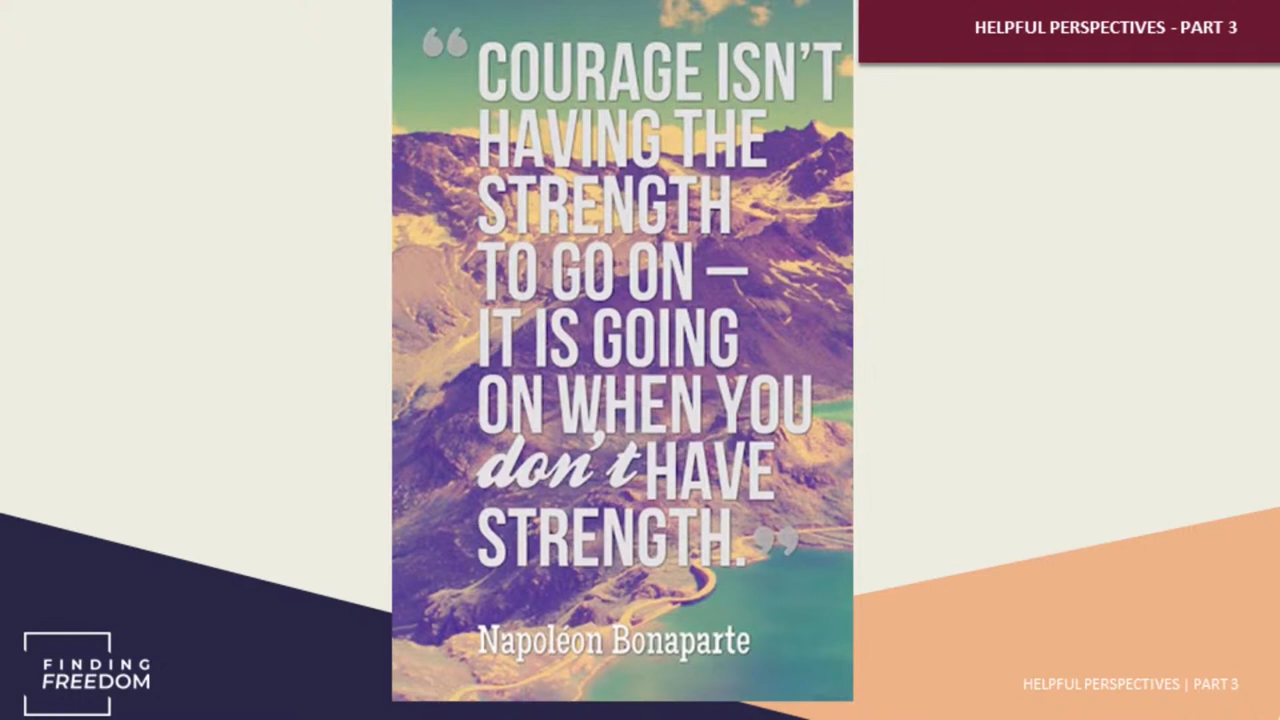 HELPFUL PERSPECTIVES - PART 3
“ COURAGE ISN’T
HAVING THE
STRENGTH
TO GO ON –
IT IS GOING
ON WHEN YOU
don’t HAVE
STRENGTH. ”
Napoléon Bonaparte
FINDING
FREEDOM
HELPFUL PERSPECTIVES | PART 3